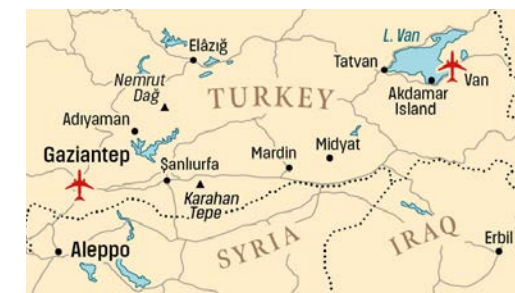 L. Van
Elâzığ
Tatvan
Van
Nemrut
Dağ
TURKEY
Akdamar
Island
Adıyaman
Gaziantep
Şanlıurfa
Mardin
Midyat
Karahan
Tepe
Aleppo
SYRIA
IRAQ
Erbil